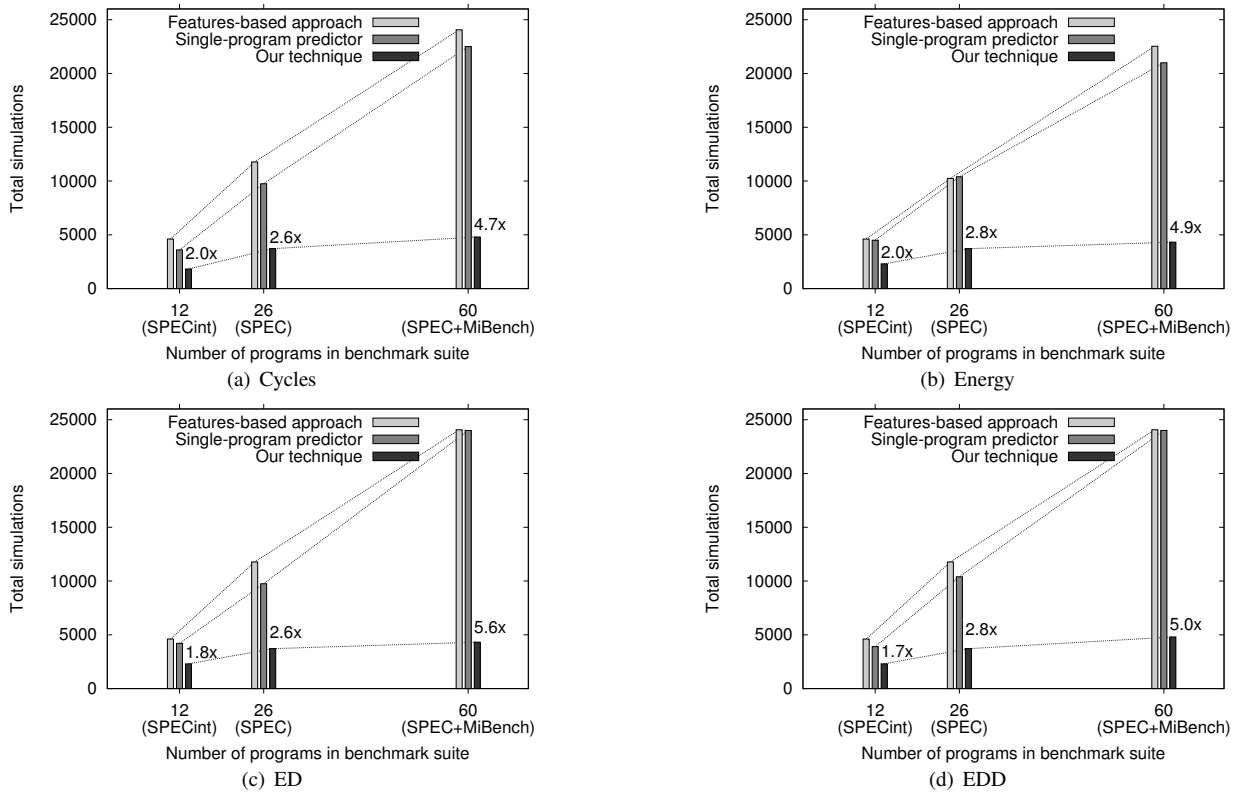 25000
20000
15000
10000
5000
0
Total simulations
Features-based approach
Single-program predictor
Our technique
2.0x
2.6x
4.7x
12
(SPECint)
26
(SPEC)
60
(SPEC+MiBench)
Number of programs in benchmark suite
(a) Cycles
25000
20000
15000
10000
5000
0
Total simulations
Features-based approach
Single-program predictor
Our technique
2.0x
2.8x
4.9x
12
(SPECint)
26
(SPEC)
60
(SPEC+MiBench)
Number of programs in benchmark suite
(b) Energy
25000
20000
15000
10000
5000
0
Total simulations
Features-based approach
Single-program predictor
Our technique
1.8x
2.6x
5.6x
12
(SPECint)
26
(SPEC)
60
(SPEC+MiBench)
Number of programs in benchmark suite
(c) ED
25000
20000
15000
10000
5000
0
Total simulations
Features-based approach
Single-program predictor
Our technique
1.7x
2.8x
5.0x
12
(SPECint)
26
(SPEC)
60
(SPEC+MiBench)
Number of programs in benchmark suite
(d) EDD